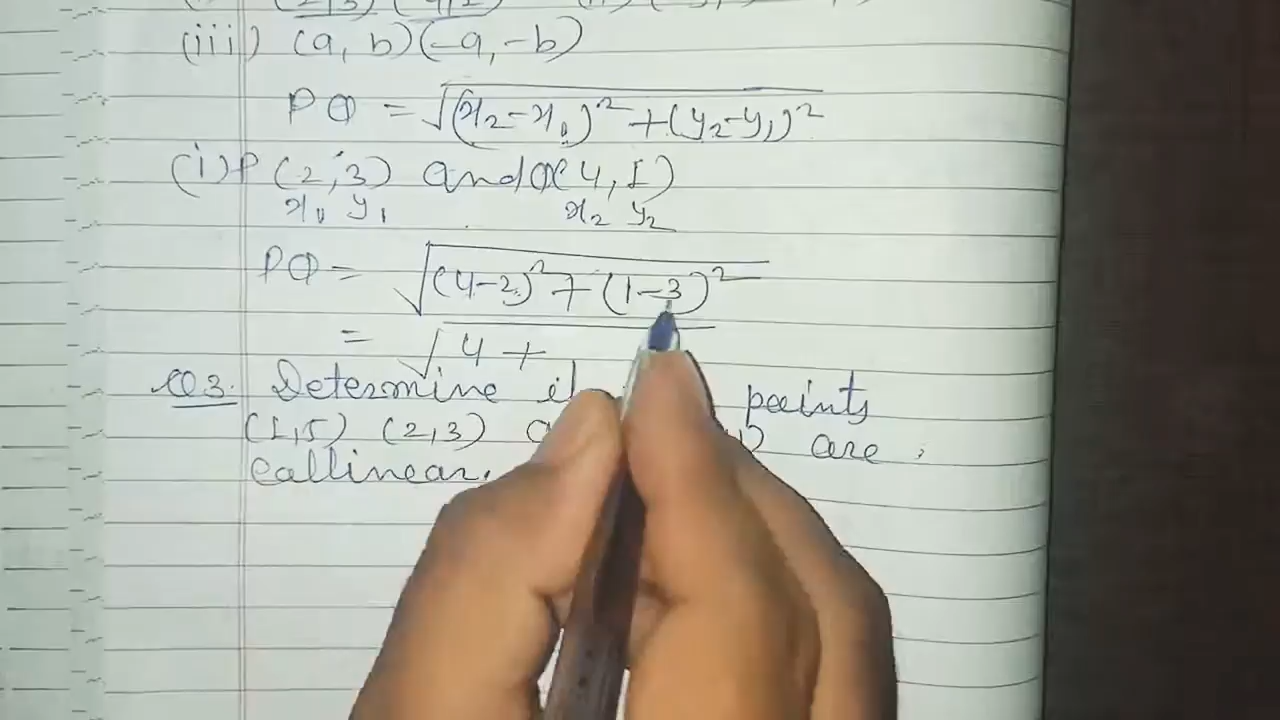 (iii) (a, b)(-a,-b)
PQ = √(x₂-x₁)² + (y₂-y₁)²
(i) P (2,3) and Q(4,1)
x₁ y₁ x₂ y₂
PQ = √(4-2)² + (1-3)²
= √4 +
Q3. Determine if points
(1,5) (2,3) are
collinear.